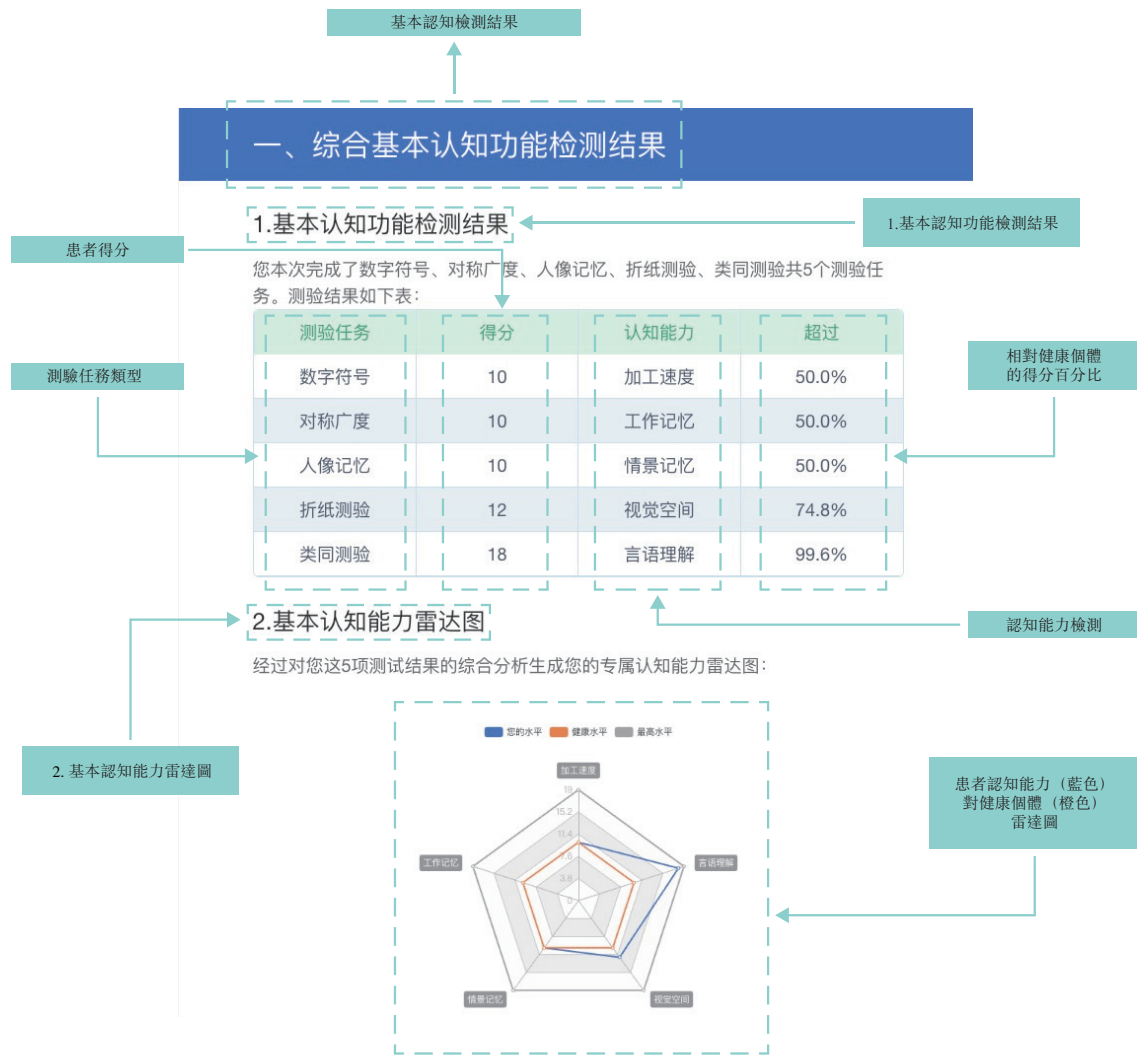 基本認知檢測結果
一、综合基本认知功能检测结果
1.基本认知功能检测结果
1.基本認知功能檢測結果
患者得分
您本次完成了数字符号、对称广度、人像记忆、折纸测验、类同测验共5个测验任
务。测验结果如下表：
测验任务 得分 认知能力 超过
数字符号 10 加工速度 50.0%
对称广度 10 工作记忆 50.0%
人像记忆 10 情景记忆 50.0%
折纸测验 12 视觉空间 74.8%
类同测验 18 言语理解 99.6%
測驗任務類型
相對健康個體
的得分百分比
認知能力檢測
2.基本认知能力雷达图
经过对您这5项测试结果的综合分析生成您的专属认知能力雷达图：
2. 基本認知能力雷達圖
您的水平 健康水平 最高水平
加工速度
19
15.2
11.4
7.6
3.8
0
工作记忆
言语理解
情景记忆
视觉空间
患者認知能力（藍色）
對健康個體（橙色）
雷達圖